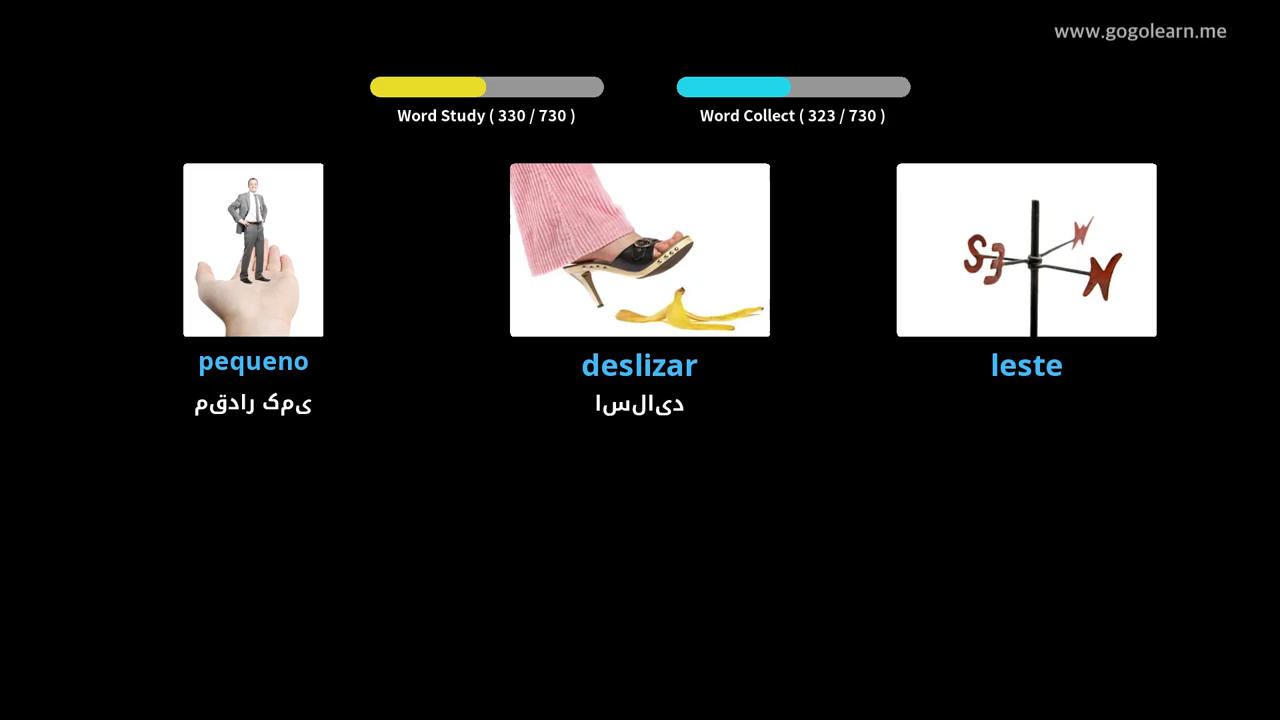 www.gogolearn.me
Word Study ( 330 / 730 )
Word Collect ( 323 / 730 )
pequeno
مقدار کمی
deslizar
اسلاید
leste